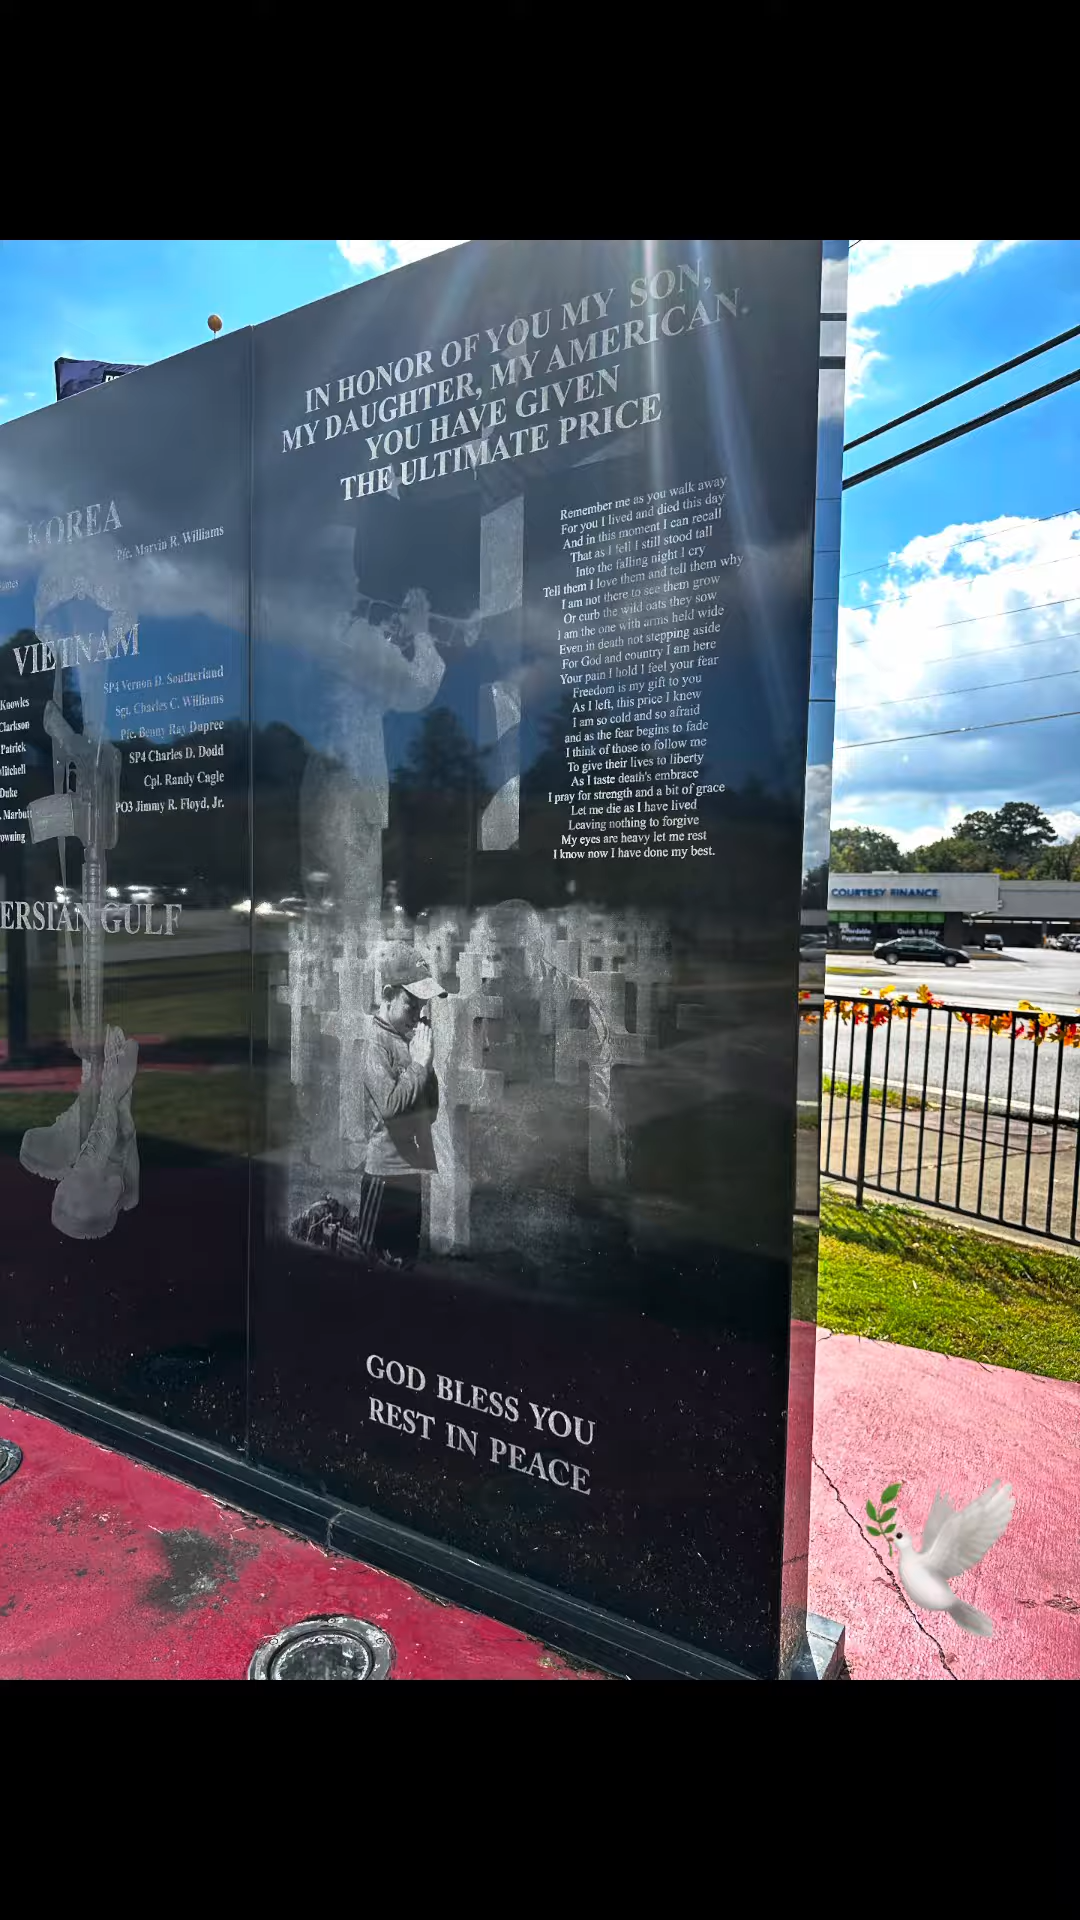 KOREA
Pfc. Marvin R. Williams
VIETNAM
SP4 Vernon D. Southerland
Knowles
Sgt. Charles C. Williams
Clarkson
Pfc. Benny Ray Dupree
Patrick
SP4 Charles D. Dodd
Mitchell
Cpl. Randy Cagle
Duke
PO3 Jimmy R. Floyd, Jr.
. Marbut
owning
ERSIAN GULF
IN HONOR OF YOU MY SON,
MY DAUGHTER, MY AMERICAN.
YOU HAVE GIVEN
THE ULTIMATE PRICE
Remember me as you walk away
For you I lived and died this day
And in this moment I can recall
That as I fell I still stood tall
Into the falling night I cry
Tell them I love them and tell them why
I am not there to see them grow
Or curb the wild oats they sow
I am the one with arms held wide
Even in death not stepping aside
For God and country I am here
Your pain I hold I feel your fear
Freedom is my gift to you
As I left, this price I knew
I am so cold and so afraid
and as the fear begins to fade
I think of those to follow me
To give their lives to liberty
As I taste death's embrace
I pray for strength and a bit of grace
Let me die as I have lived
Leaving nothing to forgive
My eyes are heavy let me rest
I know now I have done my best.
GOD BLESS YOU
REST IN PEACE
COURTESY FINANCE
Affordable
Payments
Quick & Easy